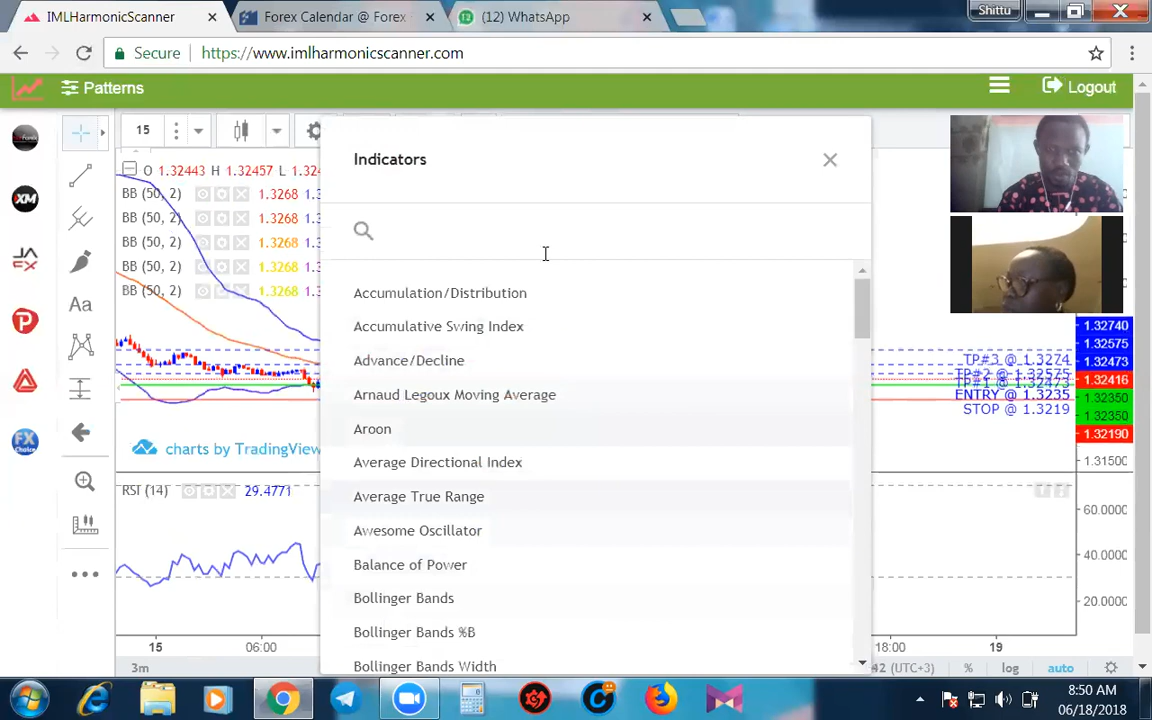 IMLHarmonicScanner
Forex Calendar @ Forex
(12) WhatsApp
Shittu
Secure
https://www.imlharmonicscanner.com
Patterns
Logout
15
Indicators
O 1.32443 H 1.32457 L 1.324
BB (50, 2) 1.3268
BB (50, 2) 1.3268
BB (50, 2) 1.3268
BB (50, 2) 1.3268
BB (50, 2) 1.3268
Accumulation/Distribution
Accumulative Swing Index
Advance/Decline
Arnaud Legoux Moving Average
Aroon
Average Directional Index
Average True Range
Awesome Oscillator
Balance of Power
Bollinger Bands
Bollinger Bands %B
Bollinger Bands Width
XM
Aa
FX
Choice
charts by TradingView
RSI (14) 29.4771
1.32740
1.32575
1.32473
1.32416
1.32350
1.32350
1.32190
1.31500
TP#3 @ 1.3274
TP#2 @ 1.32575
TP#1 @ 1.32473
ENTRY @ 1.3235
STOP @ 1.3219
60.0000
40.0000
20.0000
15
06:00
18:00
19
3m
42 (UTC+3)
%
log
auto
8:50 AM
06/18/2018